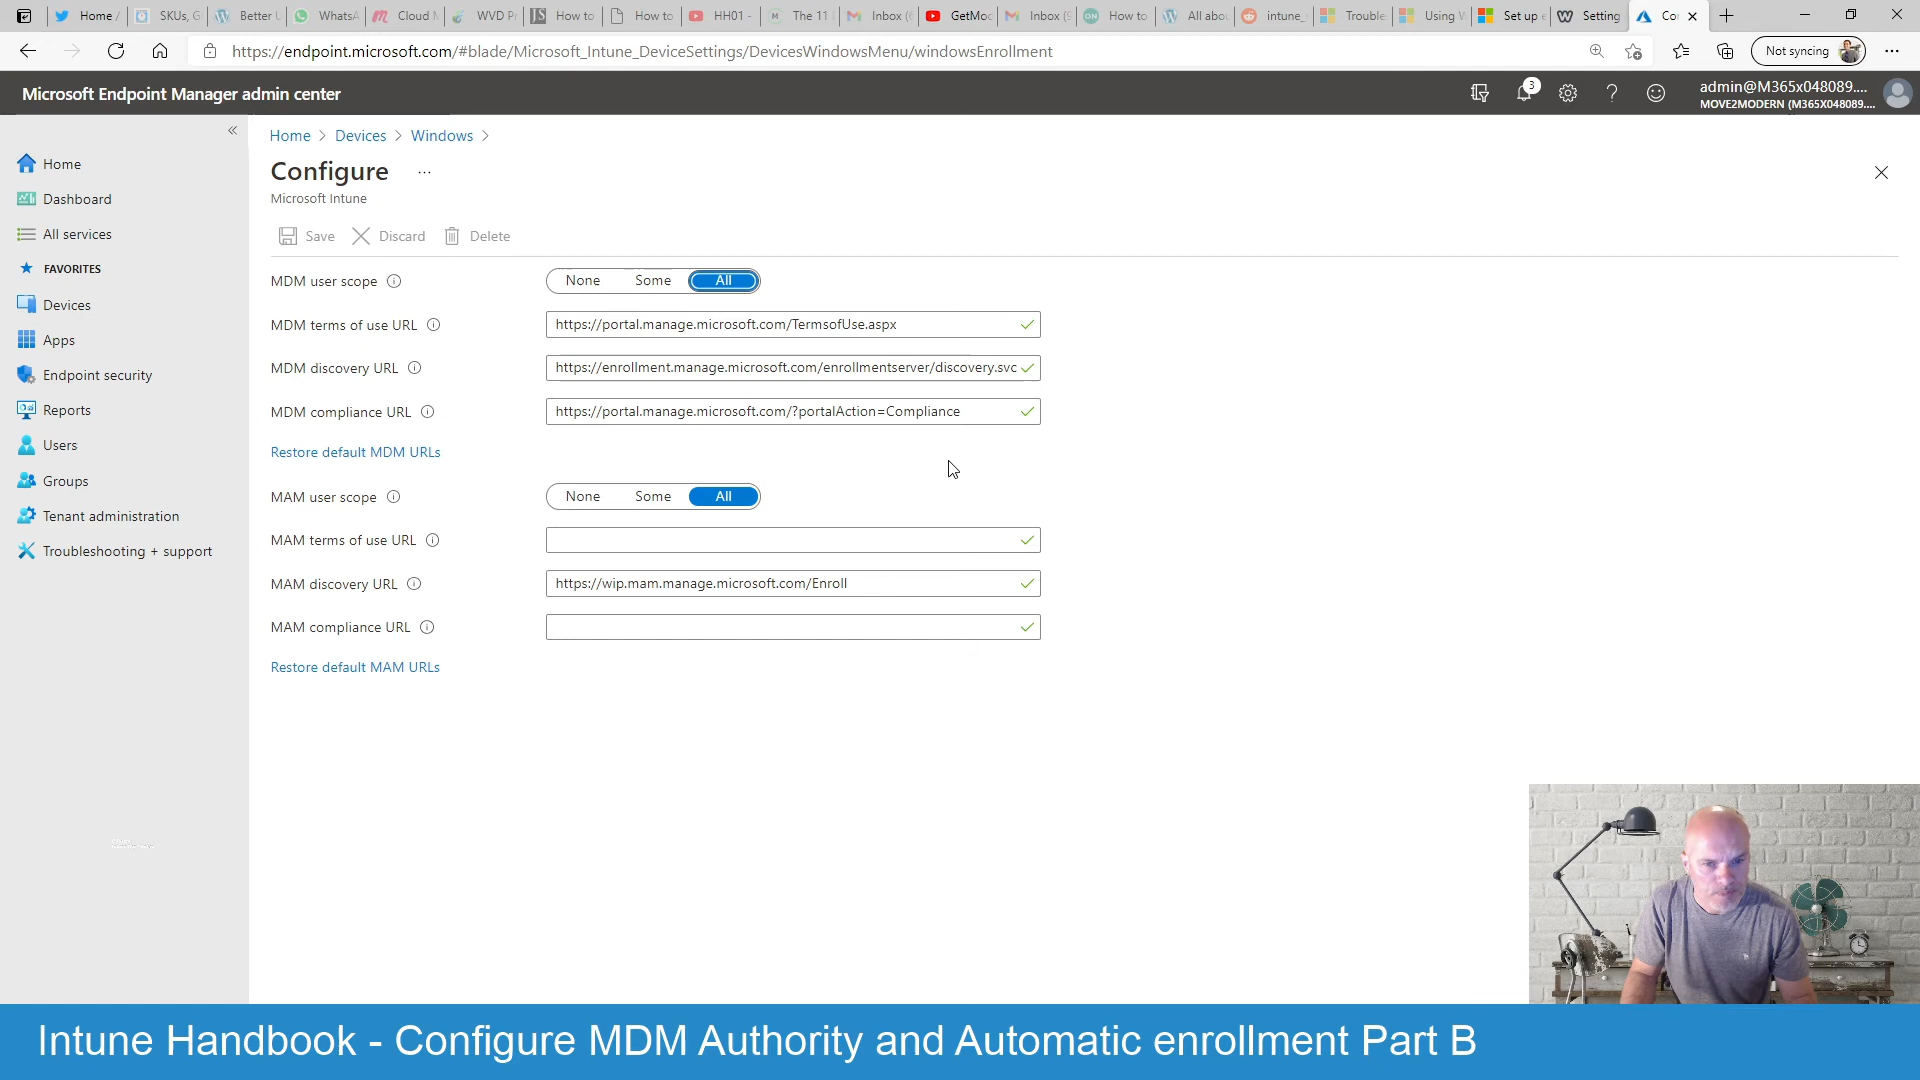 Home /
SKUs, G
Better U
WhatsA
Cloud M
WVD Pr
How to
How to
HH01 -
The 11
Inbox (6
GetMoc
Inbox (9
How to
All abou
intune_
Trouble
Using W
Set up e
Setting
Co
https://endpoint.microsoft.com/#blade/Microsoft_Intune_DeviceSettings/DevicesWindowsMenu/windowsEnrollment
Not syncing
Microsoft Endpoint Manager admin center
3
admin@M365x048089....
MOVE2MODERN (M365X048089....
Home
Dashboard
All services
FAVORITES
Devices
Apps
Endpoint security
Reports
Users
Groups
Tenant administration
Troubleshooting + support
Home > Devices > Windows >
Configure ...
Microsoft Intune
Save Discard Delete
MDM user scope None Some All
MDM terms of use URL https://portal.manage.microsoft.com/TermsofUse.aspx
MDM discovery URL https://enrollment.manage.microsoft.com/enrollmentserver/discovery.svc
MDM compliance URL https://portal.manage.microsoft.com/?portalAction=Compliance
Restore default MDM URLs
MAM user scope None Some All
MAM terms of use URL
MAM discovery URL https://wip.mam.manage.microsoft.com/Enroll
MAM compliance URL
Restore default MAM URLs
Intune Handbook - Configure MDM Authority and Automatic enrollment Part B